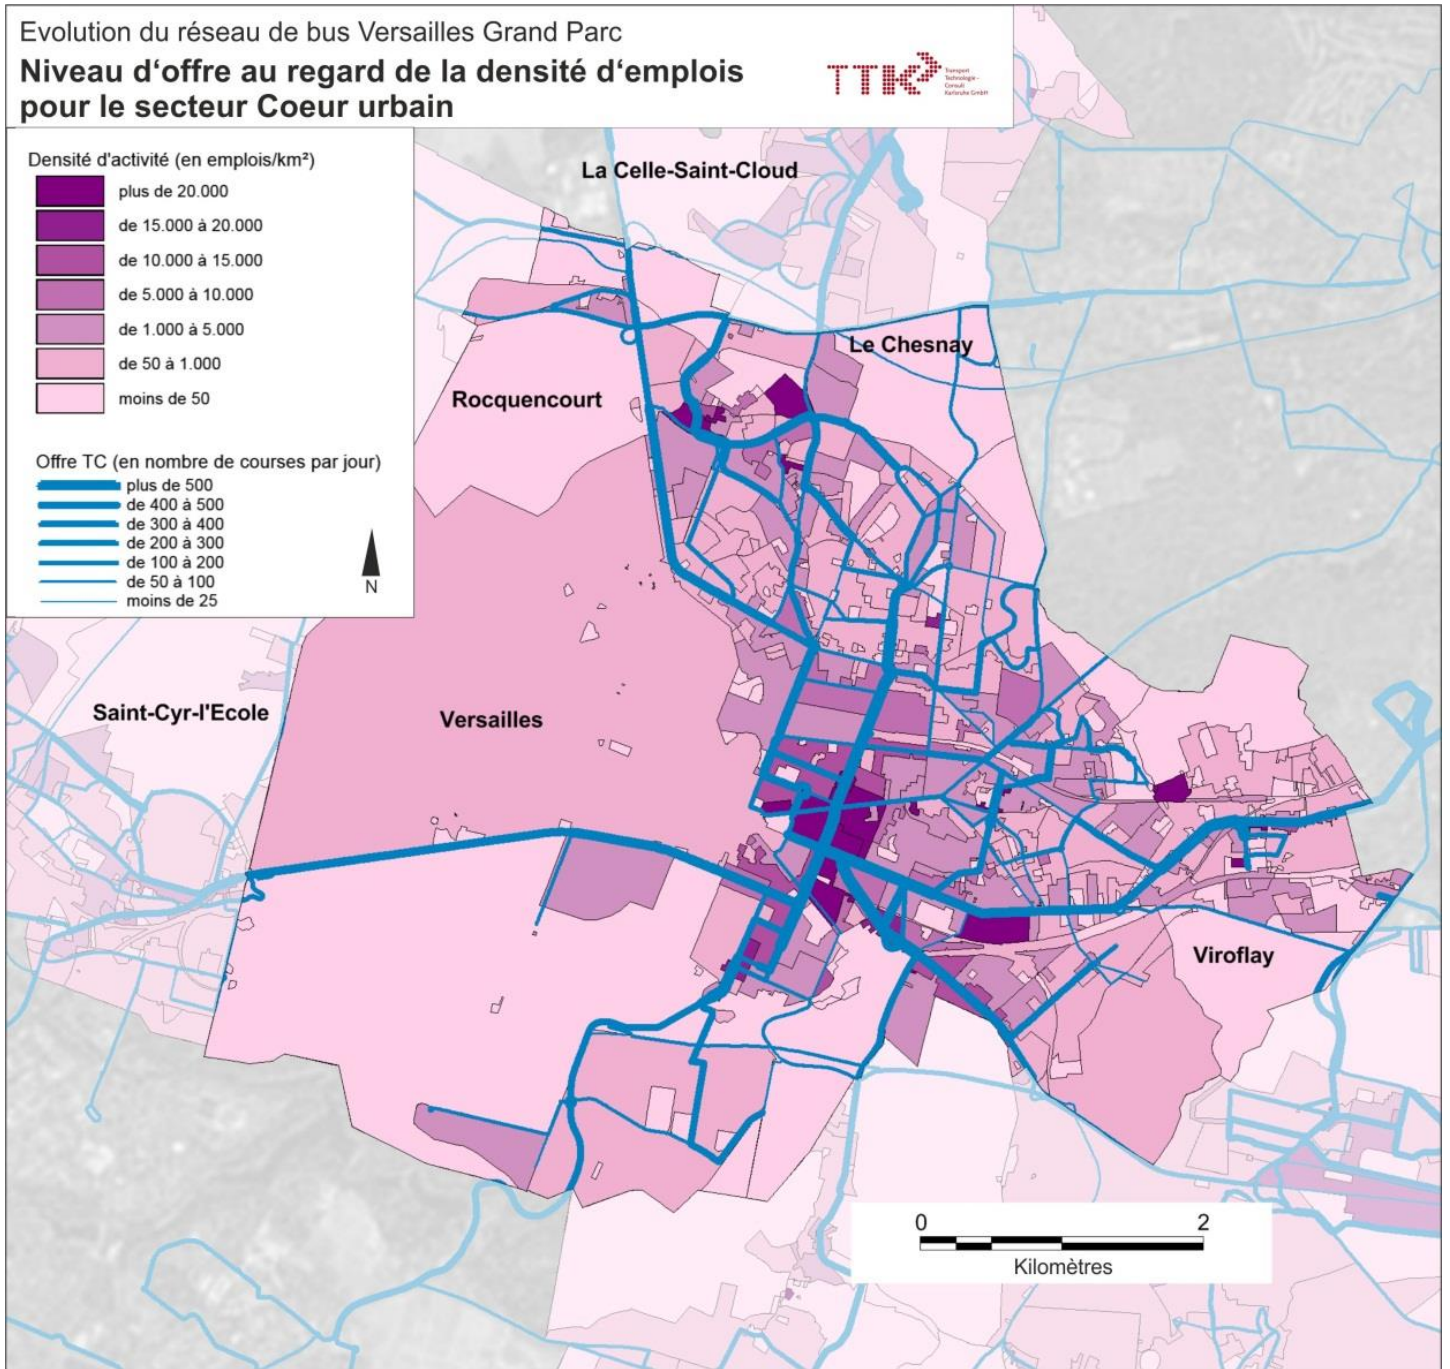 Evolution du réseau de bus Versailles Grand Parc
Niveau d‘offre au regard de la densité d‘emplois
pour le secteur Coeur urbain
TTK
Transport
Technologie -
Consult
Karlsruhe GmbH
Densité d'activité (en emplois/km²)
plus de 20.000
de 15.000 à 20.000
de 10.000 à 15.000
de 5.000 à 10.000
de 1.000 à 5.000
de 50 à 1.000
moins de 50
Offre TC (en nombre de courses par jour)
plus de 500
de 400 à 500
de 300 à 400
de 200 à 300
de 100 à 200
de 50 à 100
moins de 25
N
La Celle-Saint-Cloud
Le Chesnay
Rocquencourt
Saint-Cyr-l'Ecole
Versailles
Viroflay
0 2
Kilomètres